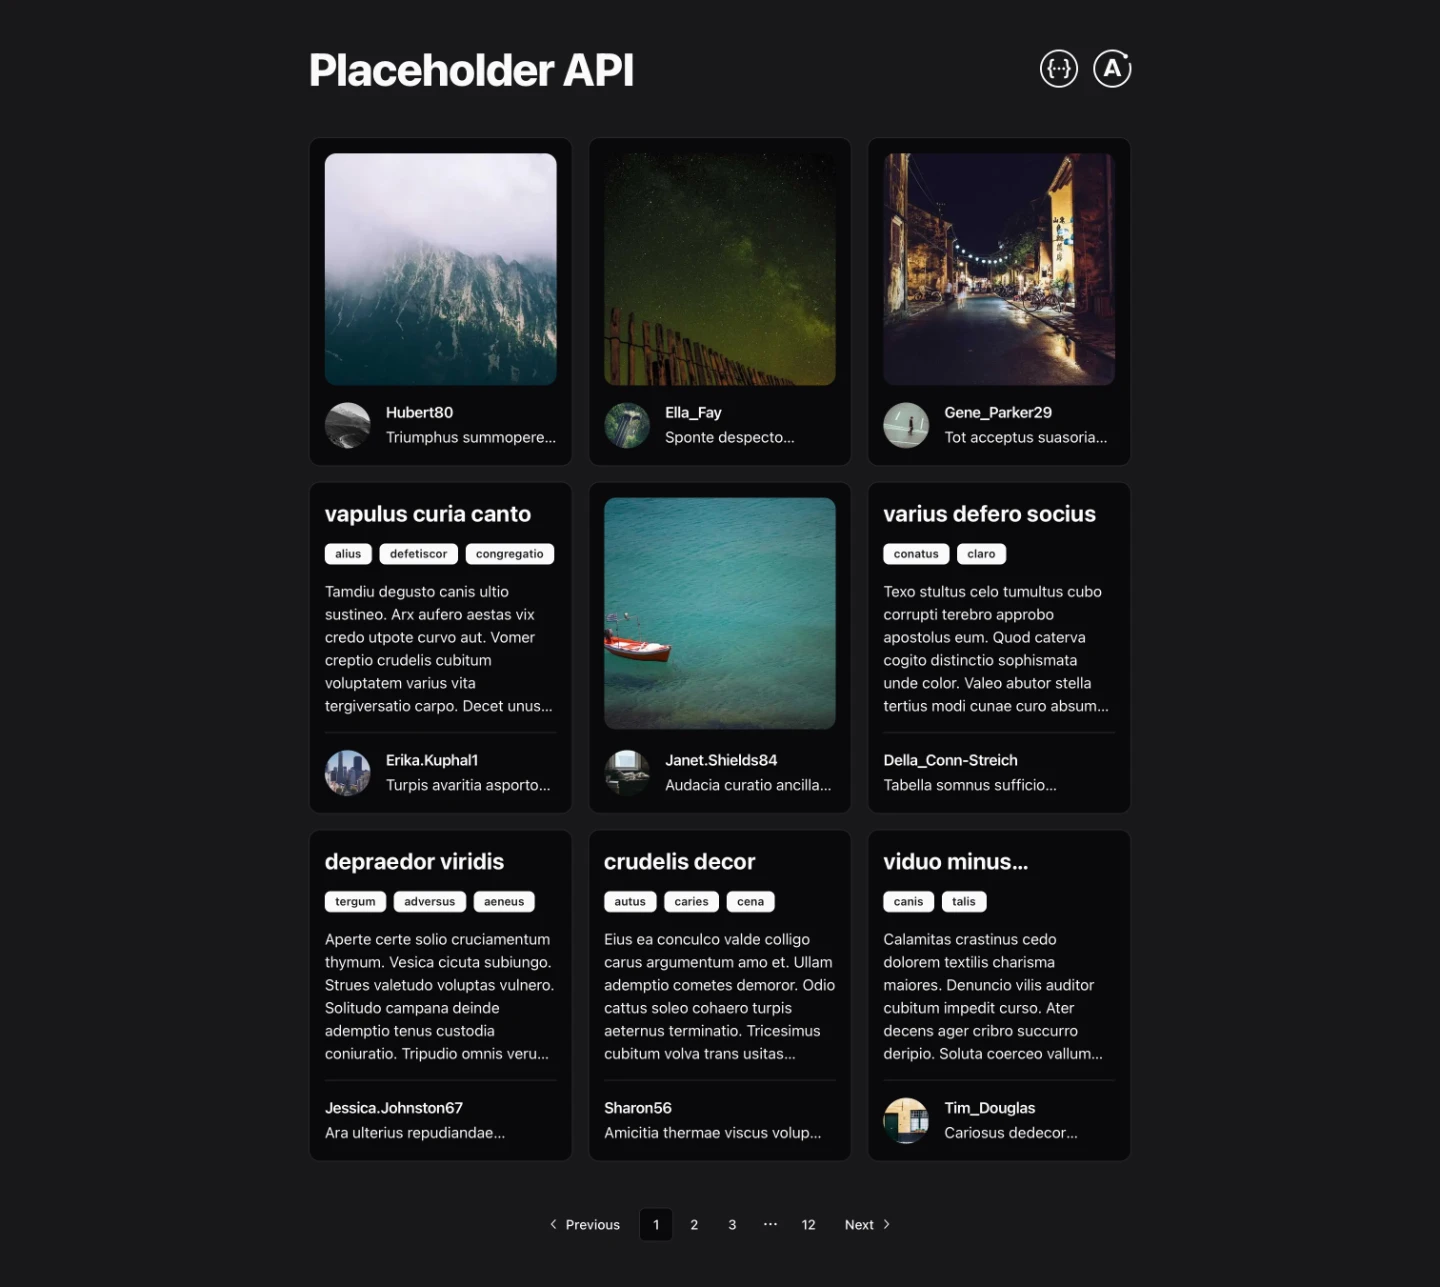 Placeholder API
{··}
A
Hubert80
Triumphus summopere...
Ella_Fay
Sponte despecto...
Gene_Parker29
Tot acceptus suasoria...
vapulus curia canto
alius defetiscor congregatio
Tamdiu degusto canis ultio
sustineo. Arx aufero aestas vix
credo utpote curvo aut. Vomer
creptio crudelis cubitum
voluptatem varius vita
tergiversatio carpo. Decet unus...
Erika.Kuphal1
Turpis avaritia asporto...
Janet.Shields84
Audacia curatio ancilla...
varius defero socius
conatus claro
Texo stultus celo tumultus cubo
corrupti terebro approbo
apostolus eum. Quod caterva
cogito distinctio sophismata
unde color. Valeo abutor stella
tertius modi cunae curo absum...
Della_Conn-Streich
Tabella somnus sufficio...
depraedor viridis
tergum adversus aeneus
Aperte certe solio cruciamentum
thymum. Vesica cicuta subiungo.
Strues valetudo voluptas vulnero.
Solitudo campana deinde
ademptio tenus custodia
coniuratio. Tripudio omnis veru...
Jessica.Johnston67
Ara ulterius repudiandae...
crudelis decor
autus caries cena
Eius ea conculco valde colligo
carus argumentum amo et. Ullam
ademptio cometes demoror. Odio
cattus soleo cohaero turpis
aeternus terminatio. Tricesimus
cubitum volva trans usitas...
Sharon56
Amicitia thermae viscus volup...
viduo minus...
canis talis
Calamitas crastinus cedo
dolorem textilis charisma
maiores. Denuncio vilis auditor
cubitum impedit curso. Ater
decens ager cribro succurro
deripio. Soluta coerceo vallum...
Tim_Douglas
Cariosus dedecor...
Previous 1 2 3 ··· 12 Next